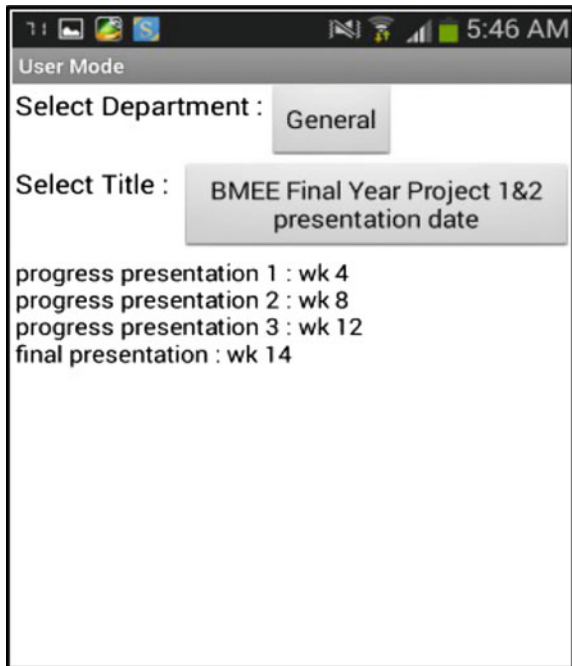 5:46 AM
User Mode
Select Department :
General
Select Title :
BMEE Final Year Project 1&2
presentation date
progress presentation 1 : wk 4
progress presentation 2 : wk 8
progress presentation 3 : wk 12
final presentation : wk 14